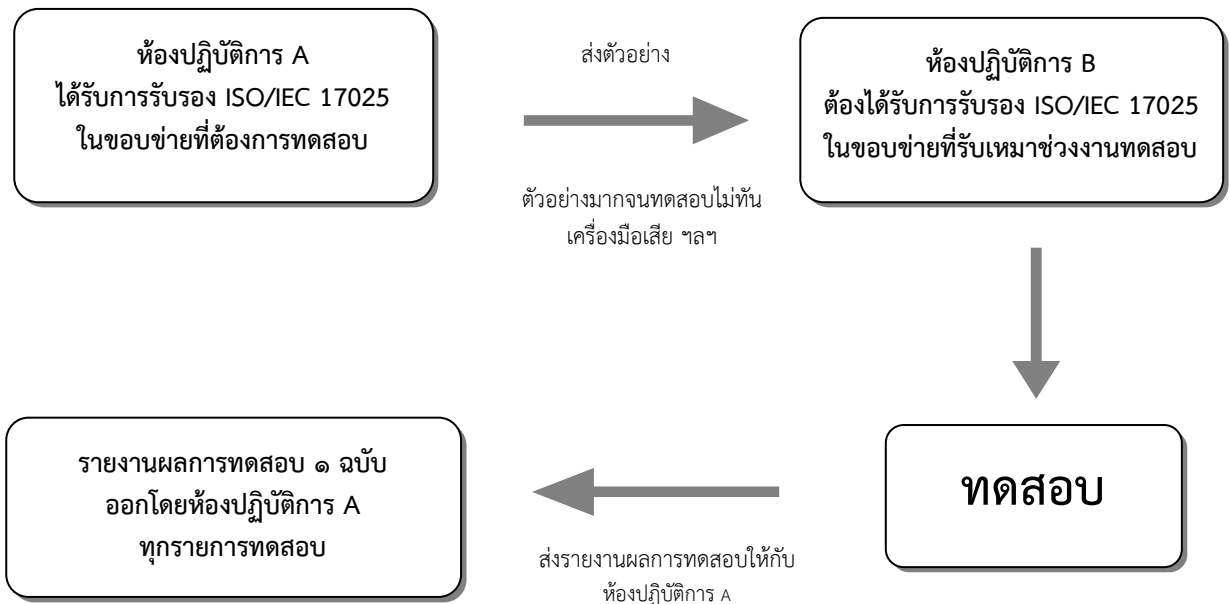 ห้องปฏิบัติการ A
ได้รับการรับรอง ISO/IEC 17025
ในขอบข่ายที่ต้องการทดสอบ
ส่งตัวอย่าง
ตัวอย่างมากจนทดสอบไม่ทัน
เครื่องมือเสีย ฯลฯ
ห้องปฏิบัติการ B
ต้องได้รับการรับรอง ISO/IEC 17025
ในขอบข่ายที่รับเหมาช่วงงานทดสอบ
ทดสอบ
ส่งรายงานผลการทดสอบให้กับ
ห้องปฏิบัติการ A
รายงานผลการทดสอบ ๑ ฉบับ
ออกโดยห้องปฏิบัติการ A
ทุกรายการทดสอบ